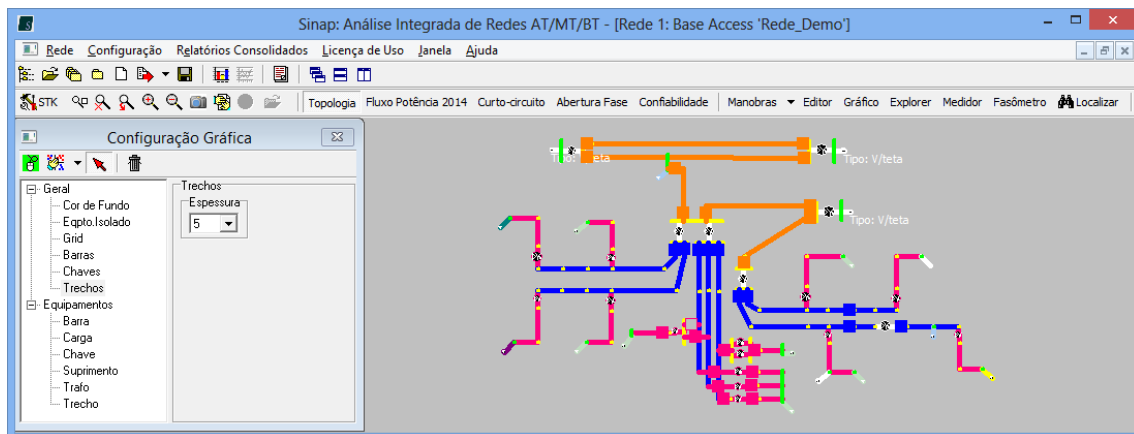 Sinap: Análise Integrada de Redes AT/MT/BT - [Rede 1: Base Access 'Rede_Demo']
Rede Configuração Relatórios Consolidados Licença de Uso Janela Ajuda
STK Topologia Fluxo Potência 2014 Curto-circuito Abertura Fase Confiabilidade Manobras Editor Gráfico Explorer Medidor Fasômetro Localizar
Configuração Gráfica
Geral
Cor de Fundo
Eqpto.Isolado
Grid
Barras
Chaves
Trechos
Equipamentos
Barra
Carga
Chave
Suprimento
Trafo
Trecho
Trechos
Espessura
5
Tipo: V/teta
Tipo: V/teta